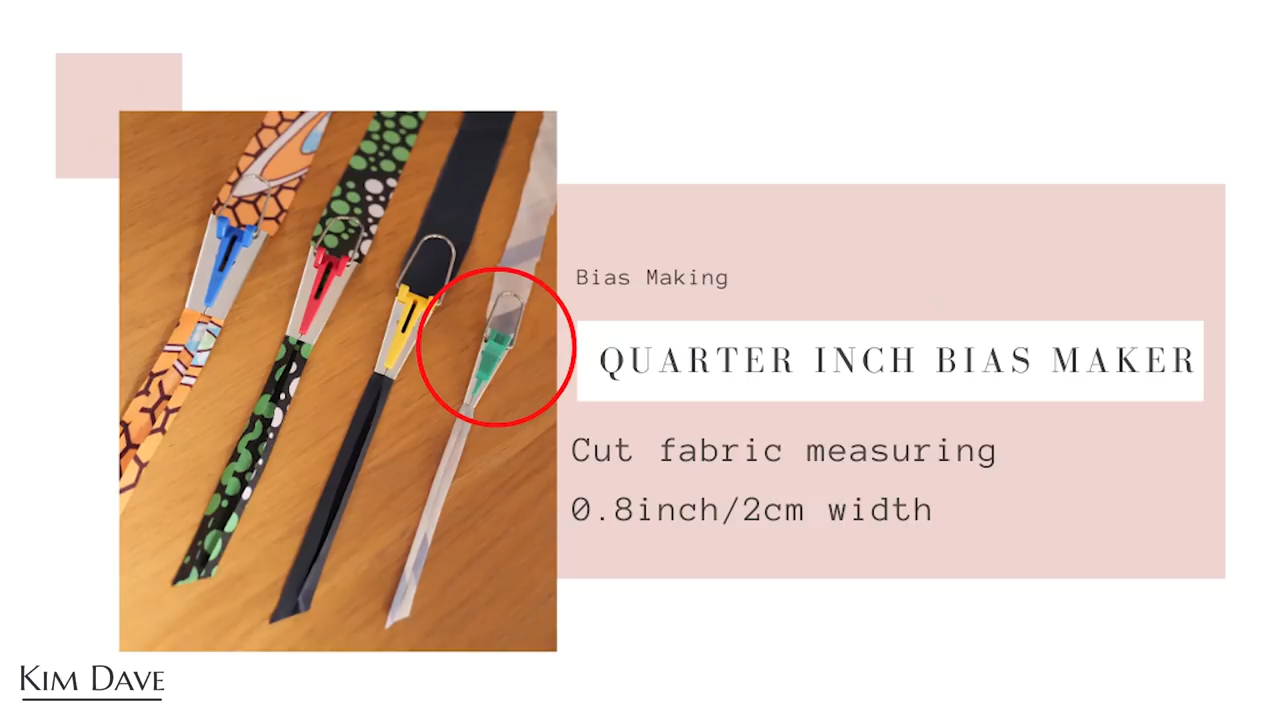 Bias Making
QUARTER INCH BIAS MAKER
Cut fabric measuring
0.8inch/2cm width
KIM DAVE